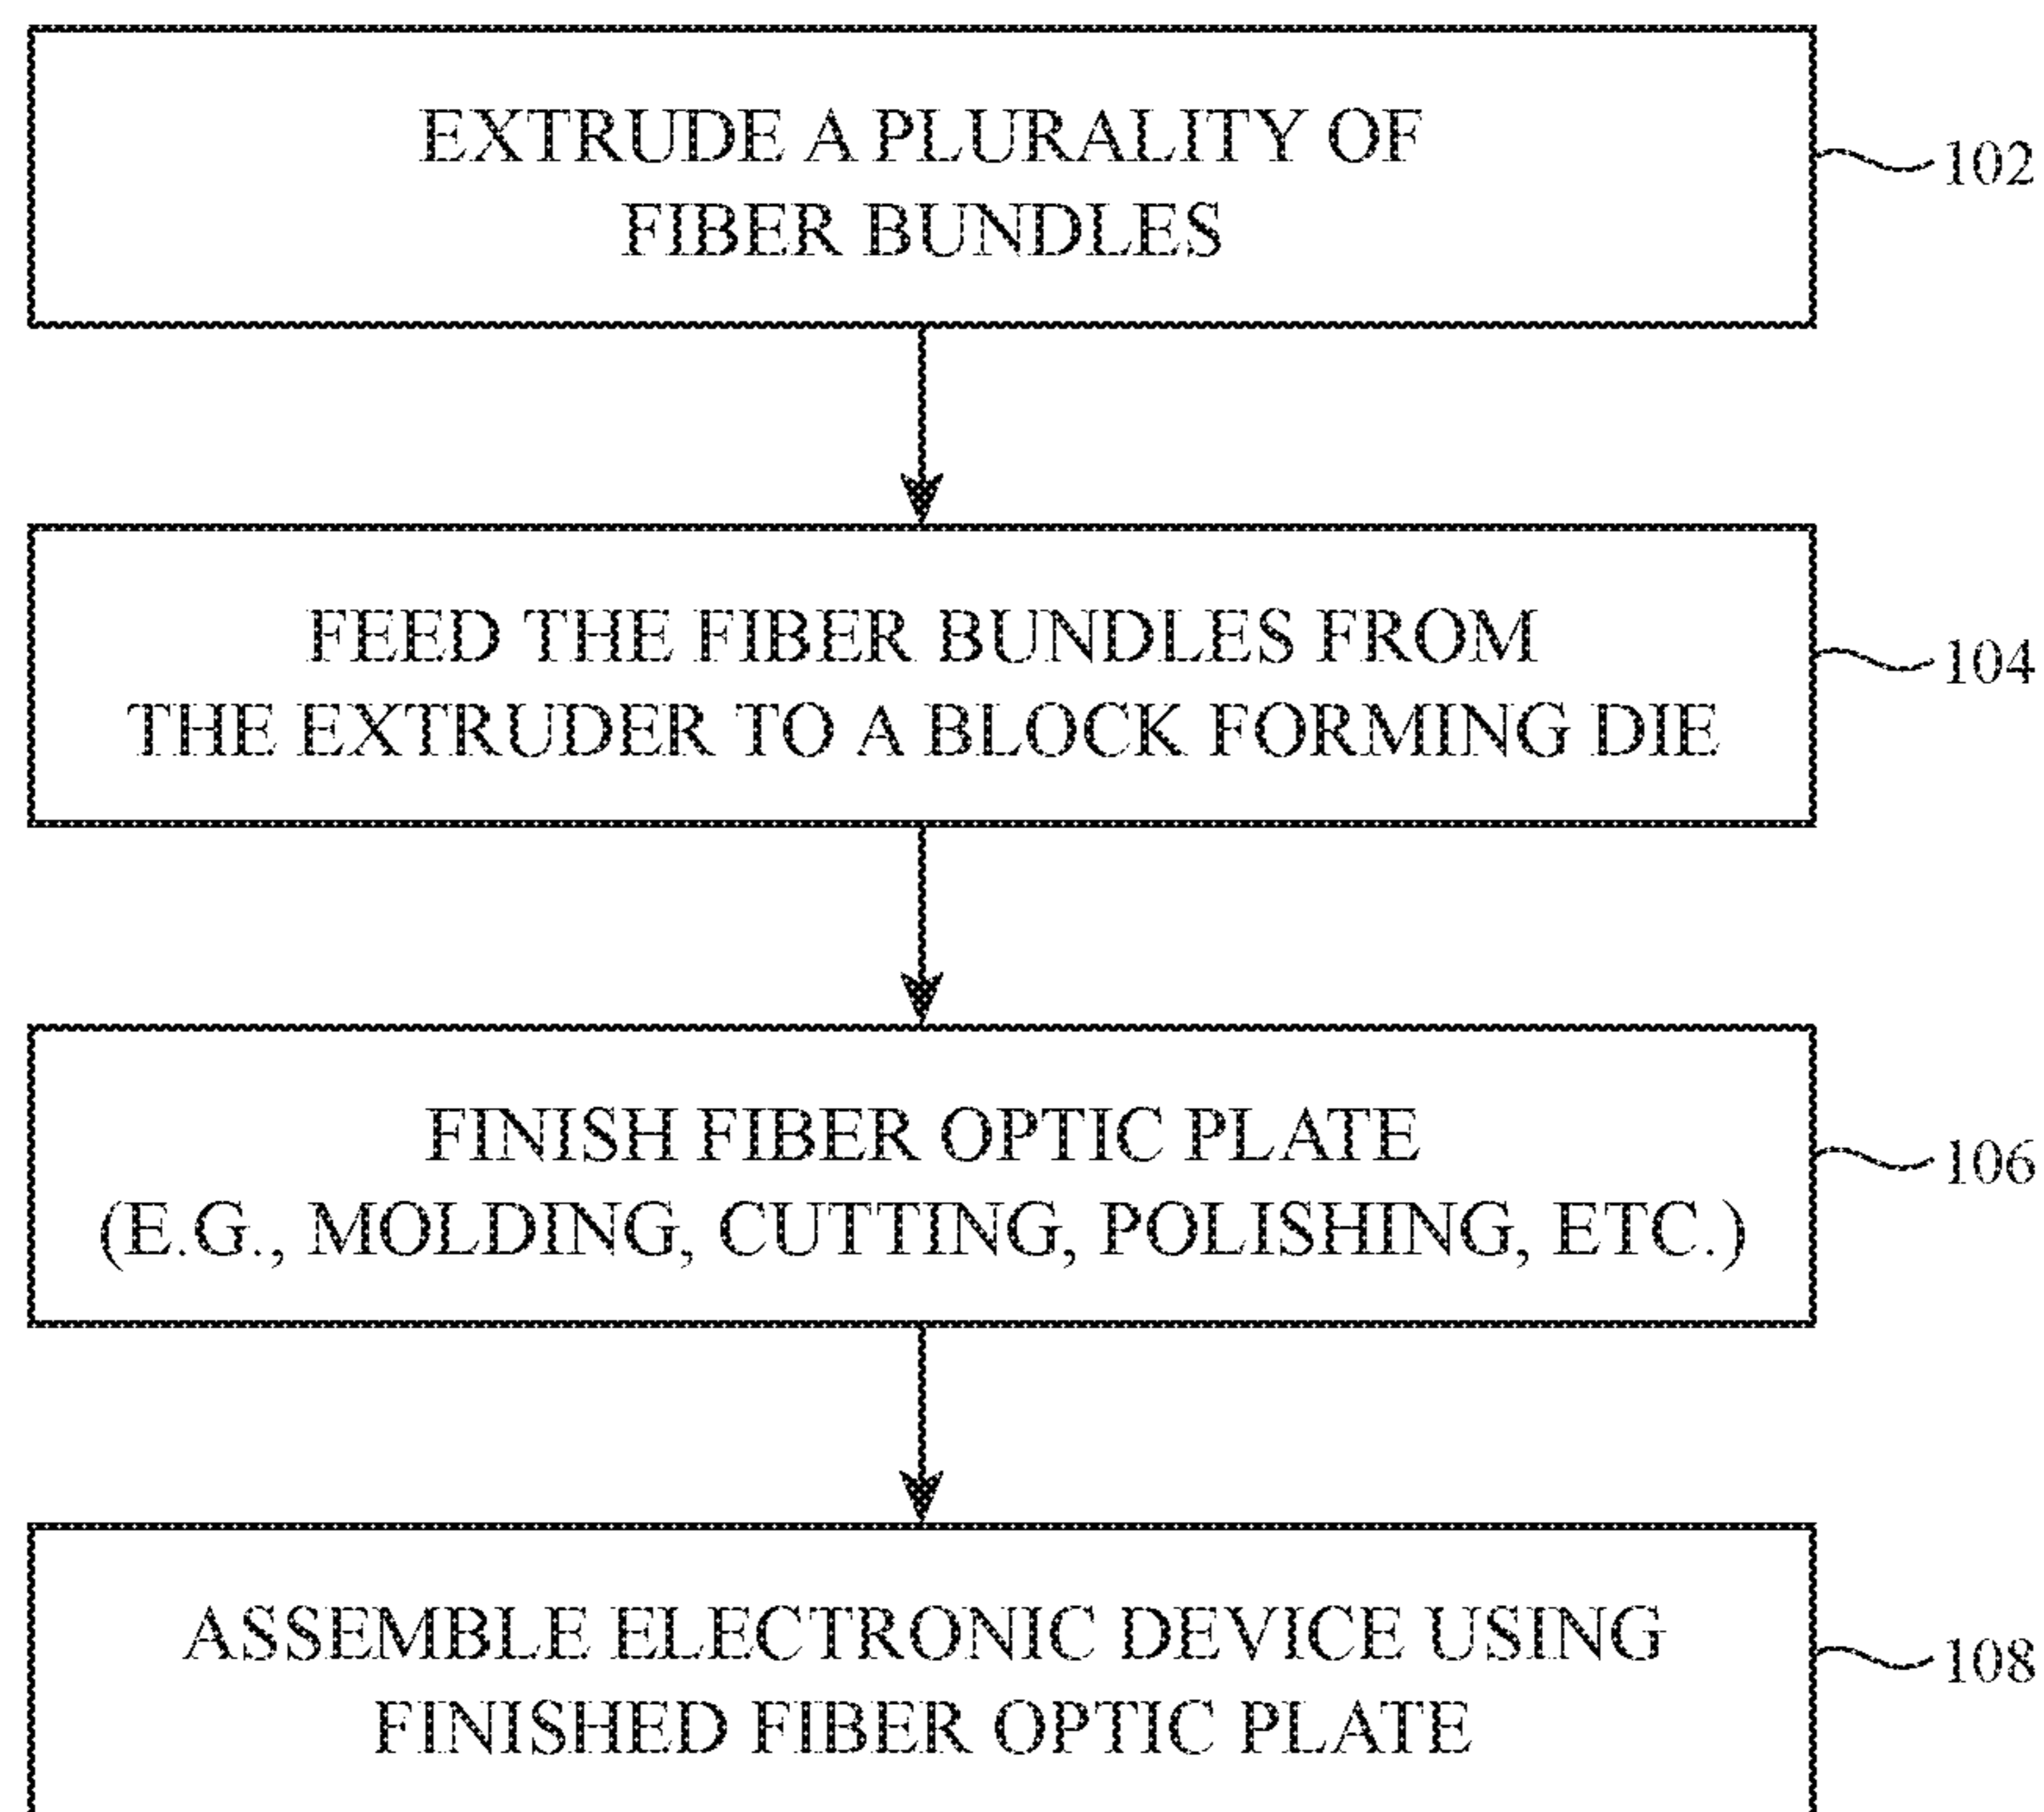 EXTRUDE A PLURALITY OF
FIBER BUNDLES
102
FEED THE FIBER BUNDLES FROM
THE EXTRUDER TO A BLOCK FORMING DIE
104
FINISH FIBER OPTIC PLATE
(E.G., MOLDING, CUTTING, POLISHING, ETC.)
106
ASSEMBLE ELECTRONIC DEVICE USING
FINISHED FIBER OPTIC PLATE
108